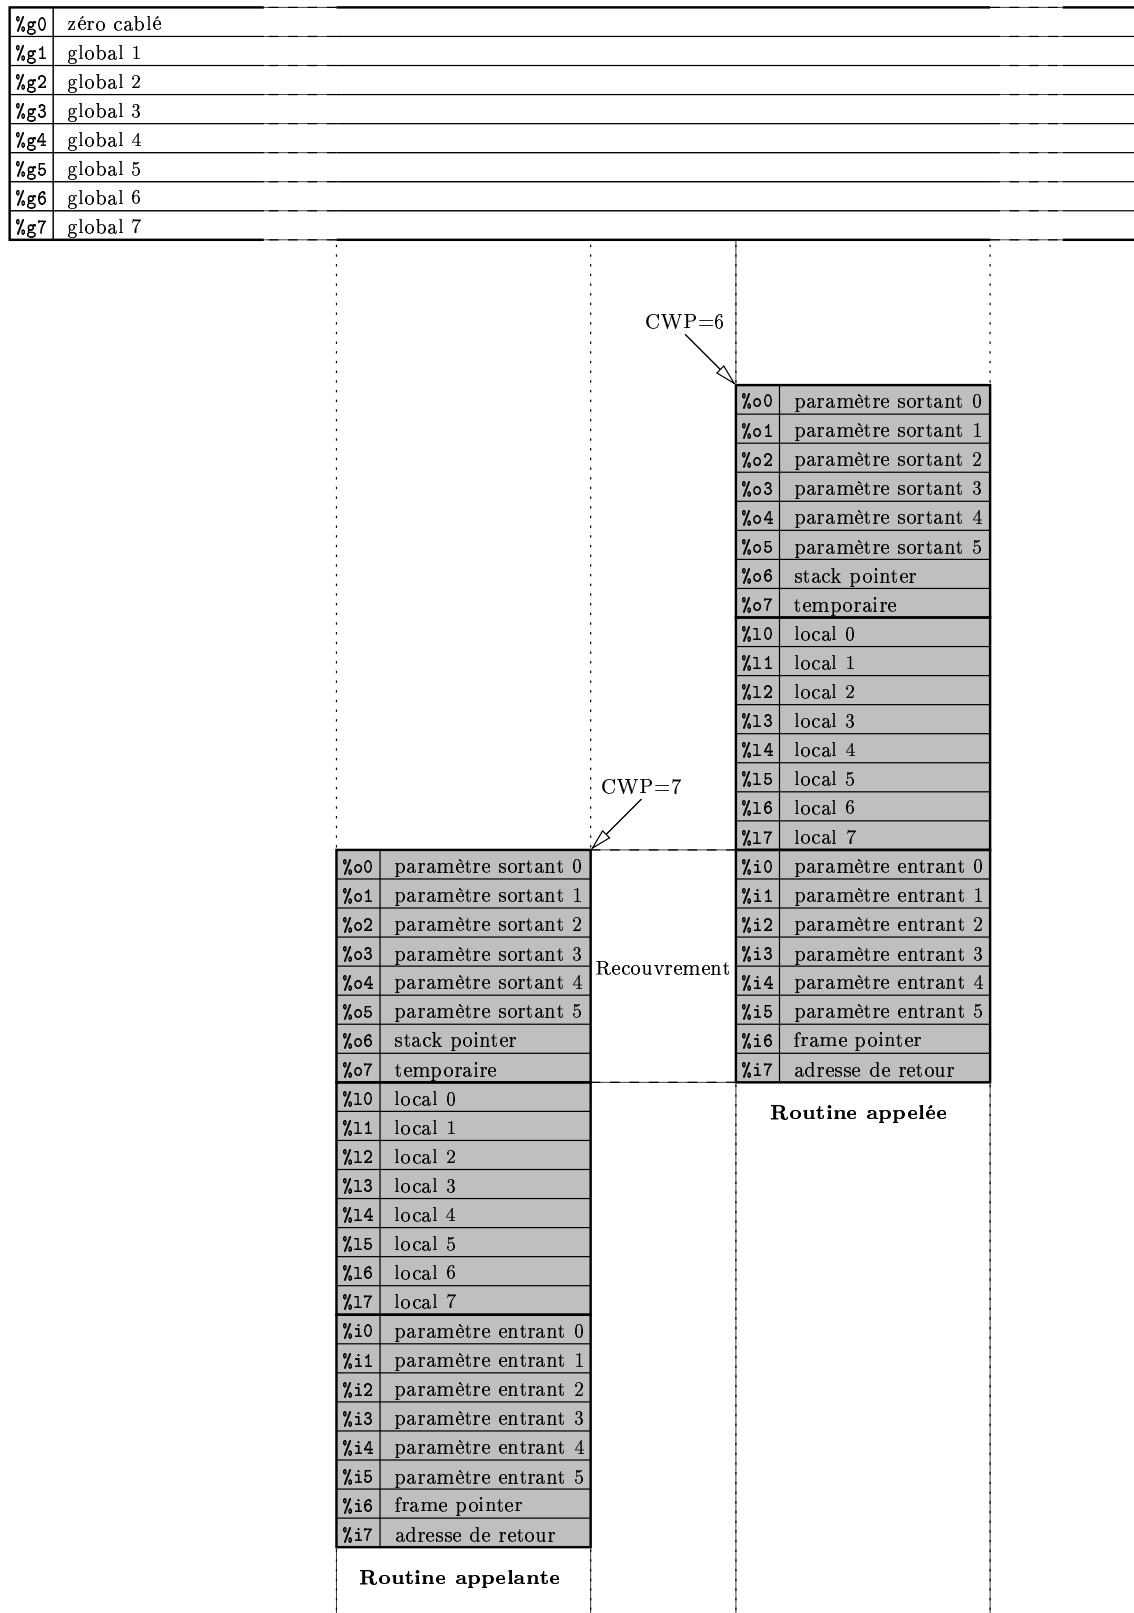 %g0 zéro cablé
%g1 global 1
%g2 global 2
%g3 global 3
%g4 global 4
%g5 global 5
%g6 global 6
%g7 global 7
CWP=6
%o0 paramètre sortant 0
%o1 paramètre sortant 1
%o2 paramètre sortant 2
%o3 paramètre sortant 3
%o4 paramètre sortant 4
%o5 paramètre sortant 5
%o6 stack pointer
%o7 temporaire
%l0 local 0
%l1 local 1
%l2 local 2
%l3 local 3
%l4 local 4
%l5 local 5
%l6 local 6
%l7 local 7
%i0 paramètre entrant 0
%i1 paramètre entrant 1
%i2 paramètre entrant 2
%i3 paramètre entrant 3
%i4 paramètre entrant 4
%i5 paramètre entrant 5
%i6 frame pointer
%i7 adresse de retour
Routine appelée
CWP=7
Recouvrement
%o0 paramètre sortant 0
%o1 paramètre sortant 1
%o2 paramètre sortant 2
%o3 paramètre sortant 3
%o4 paramètre sortant 4
%o5 paramètre sortant 5
%o6 stack pointer
%o7 temporaire
%l0 local 0
%l1 local 1
%l2 local 2
%l3 local 3
%l4 local 4
%l5 local 5
%l6 local 6
%l7 local 7
%i0 paramètre entrant 0
%i1 paramètre entrant 1
%i2 paramètre entrant 2
%i3 paramètre entrant 3
%i4 paramètre entrant 4
%i5 paramètre entrant 5
%i6 frame pointer
%i7 adresse de retour
Routine appelante